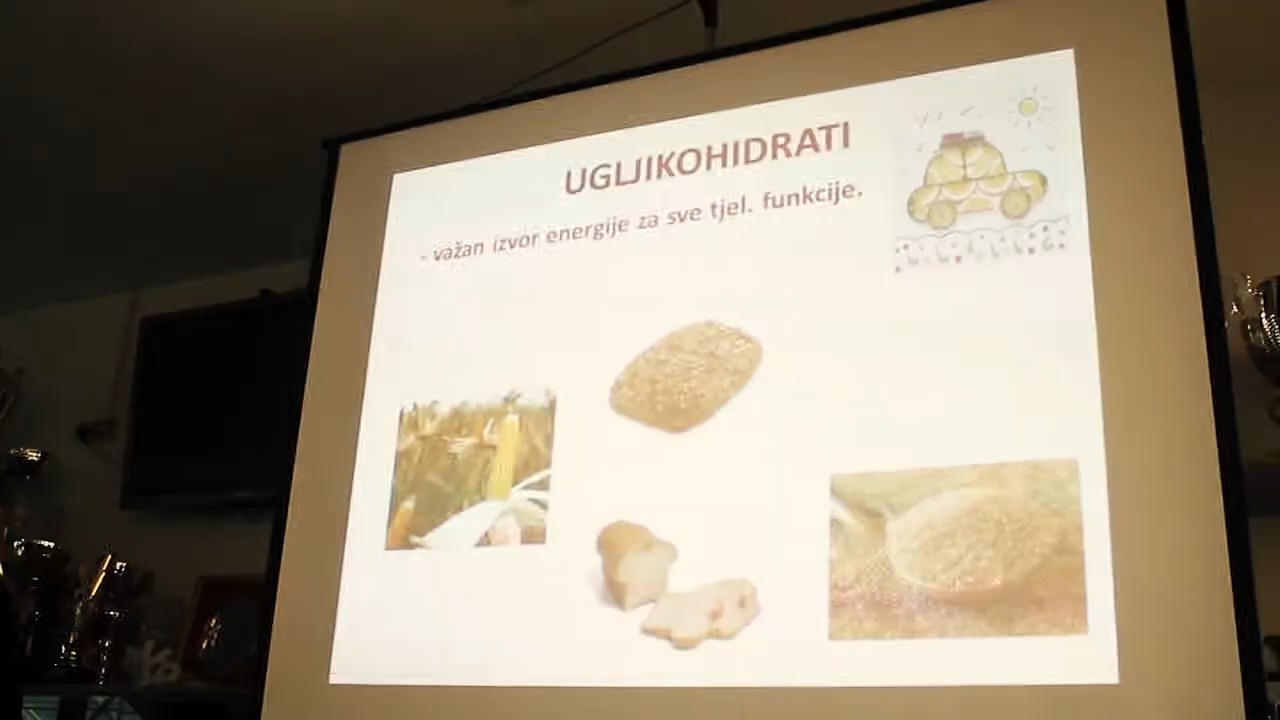 UGLJIKOHIDRATI
- važan izvor energije za sve tjel. funkcije.